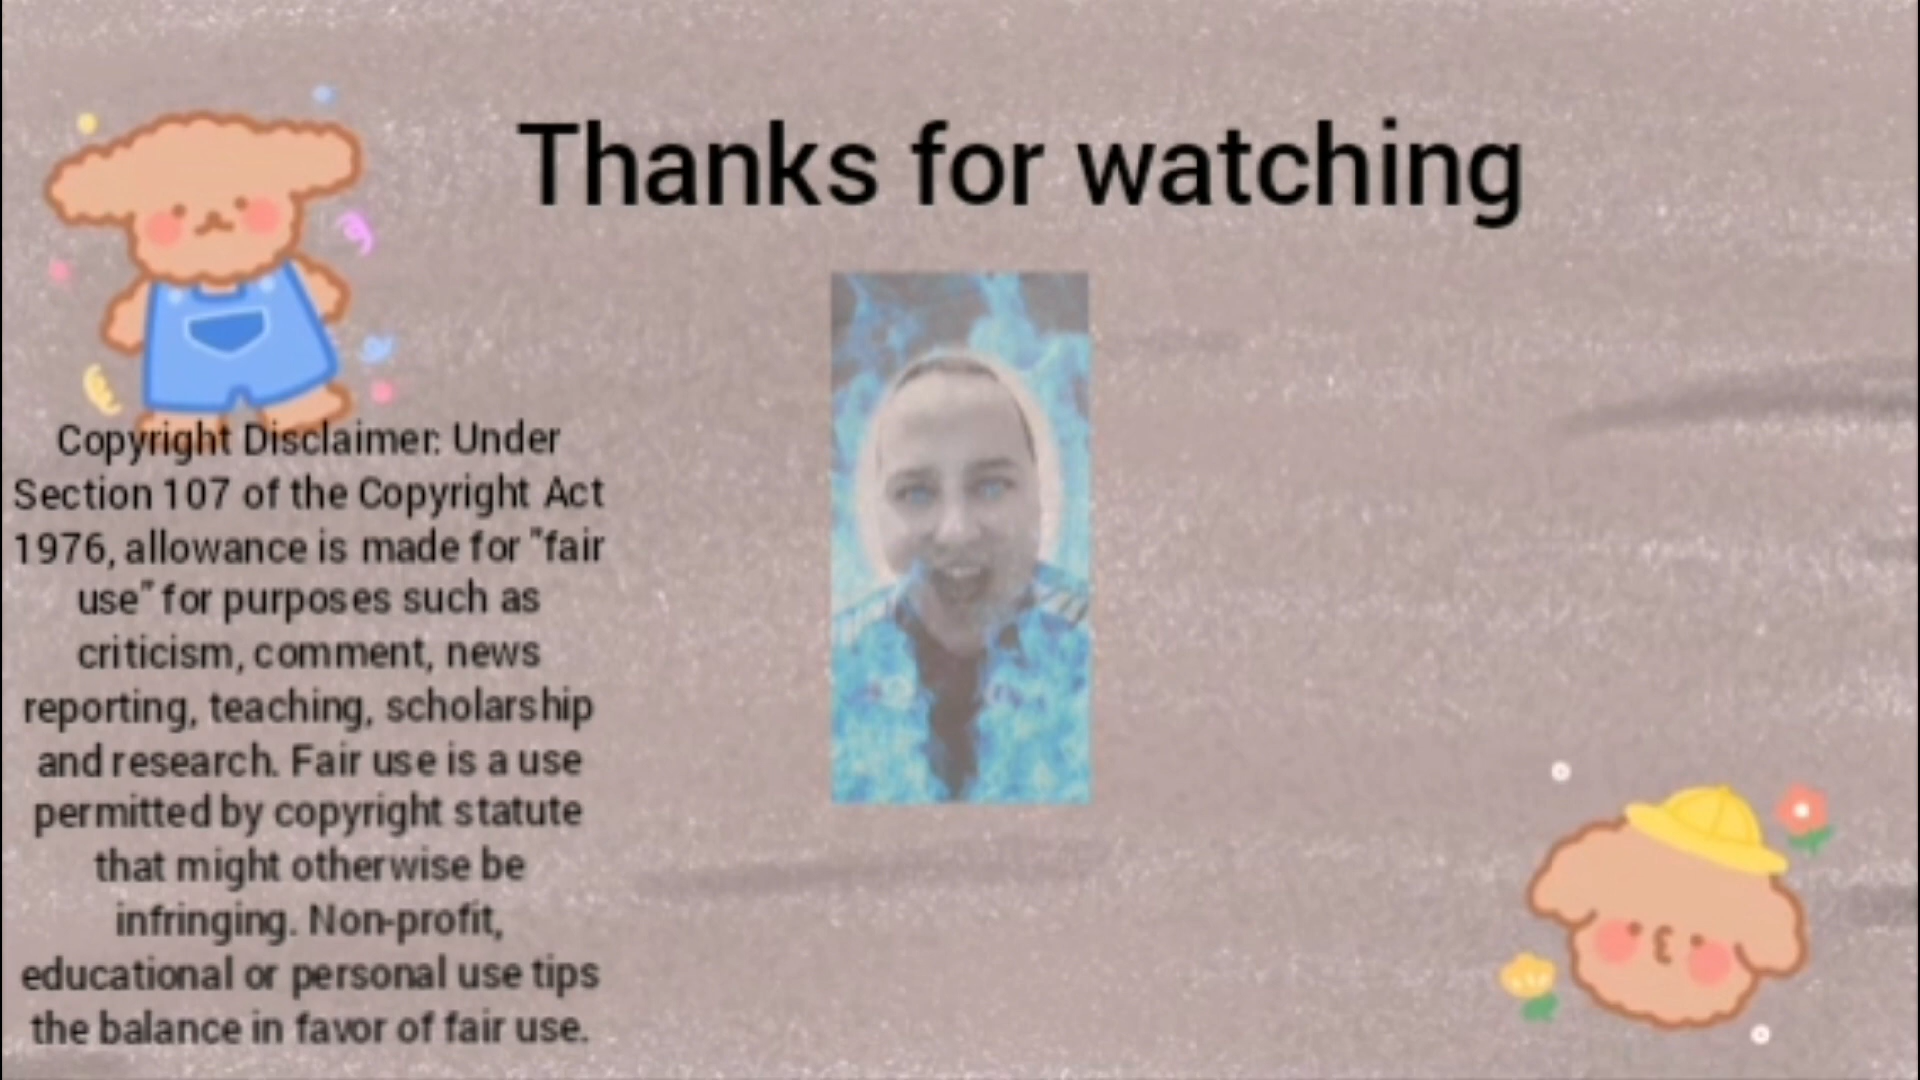 Thanks for watching
Copyright Disclaimer: Under
Section 107 of the Copyright Act
1976, allowance is made for "fair
use" for purposes such as
criticism, comment, news
reporting, teaching, scholarship
and research. Fair use is a use
permitted by copyright statute
that might otherwise be
infringing. Non-profit,
educational or personal use tips
the balance in favor of fair use.